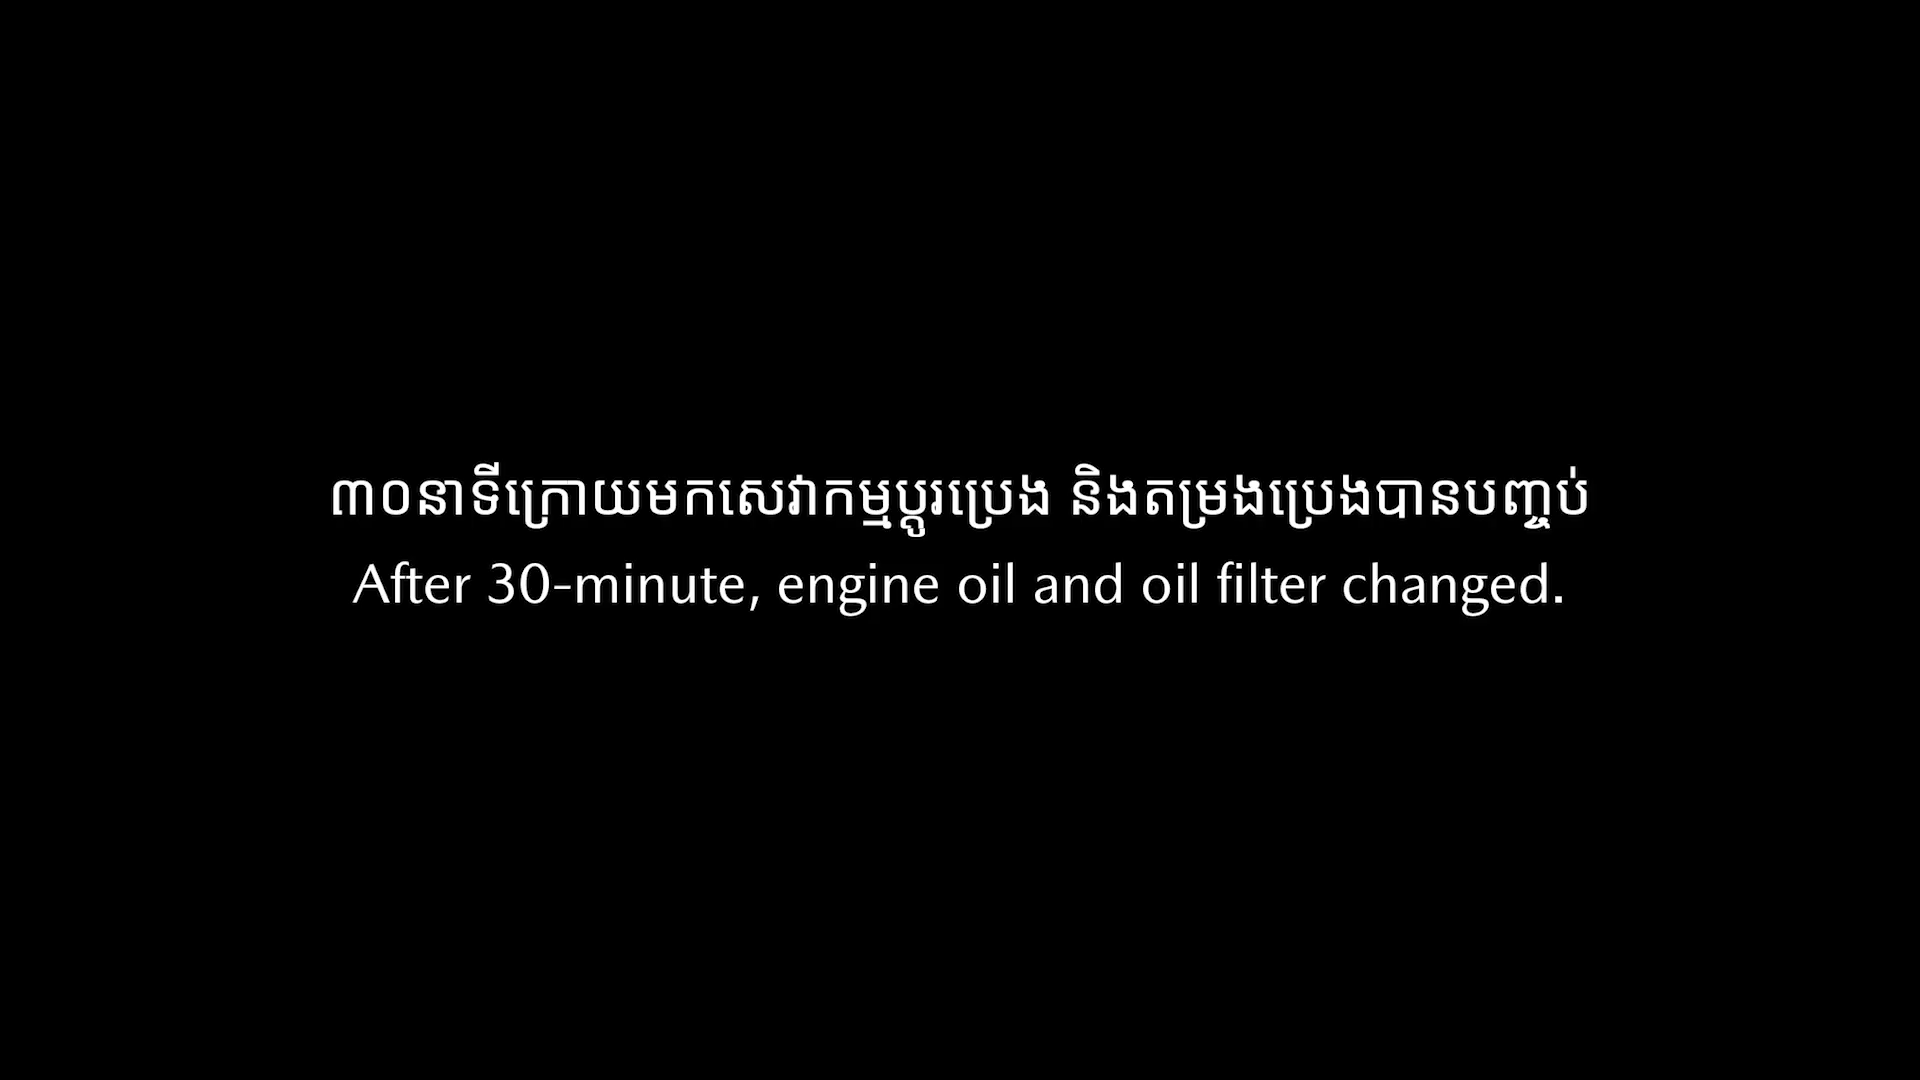 ៣០នាទីក្រោយមកសេវាកម្មប្តូរប្រេង និងតម្រងប្រេងបានបញ្ចប់
After 30-minute, engine oil and oil filter changed.